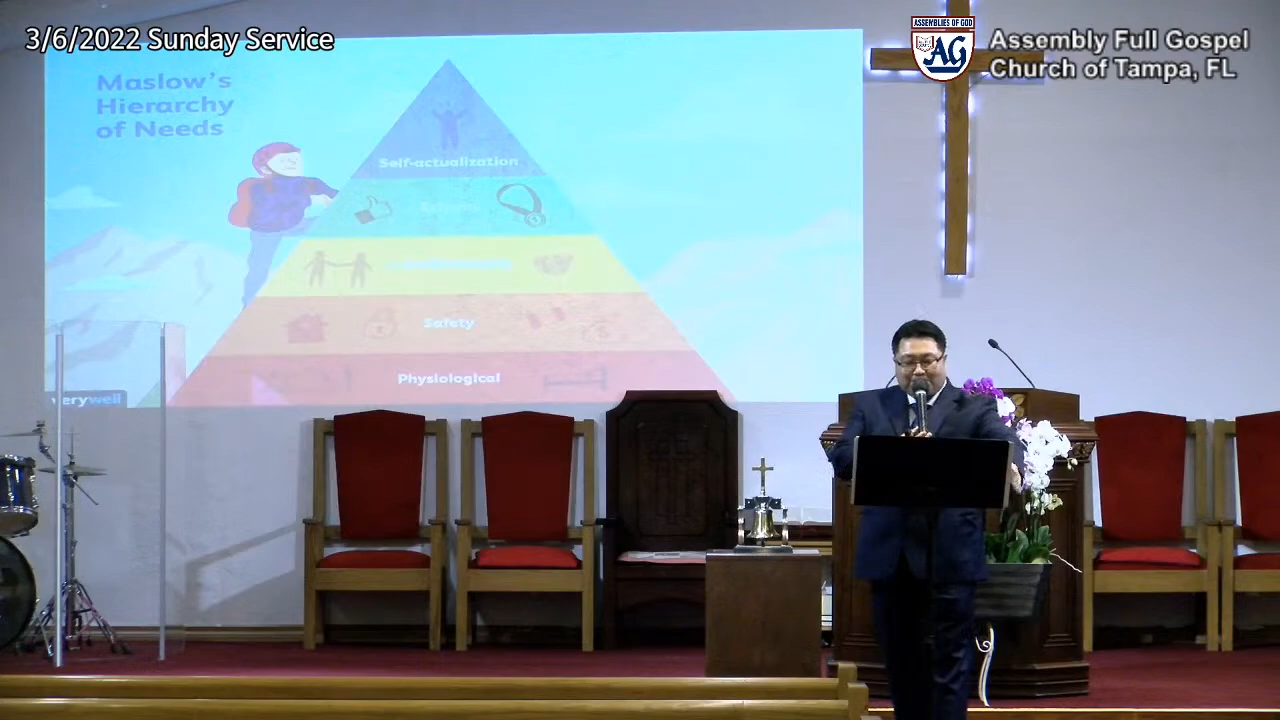 3/6/2022 Sunday Service
ASSEMBLIES OF GOD
AG
Assembly Full Gospel
Church of Tampa, FL
Maslow's
Hierarchy
of Needs
Self-actualization
Safety
Physiological
verywell